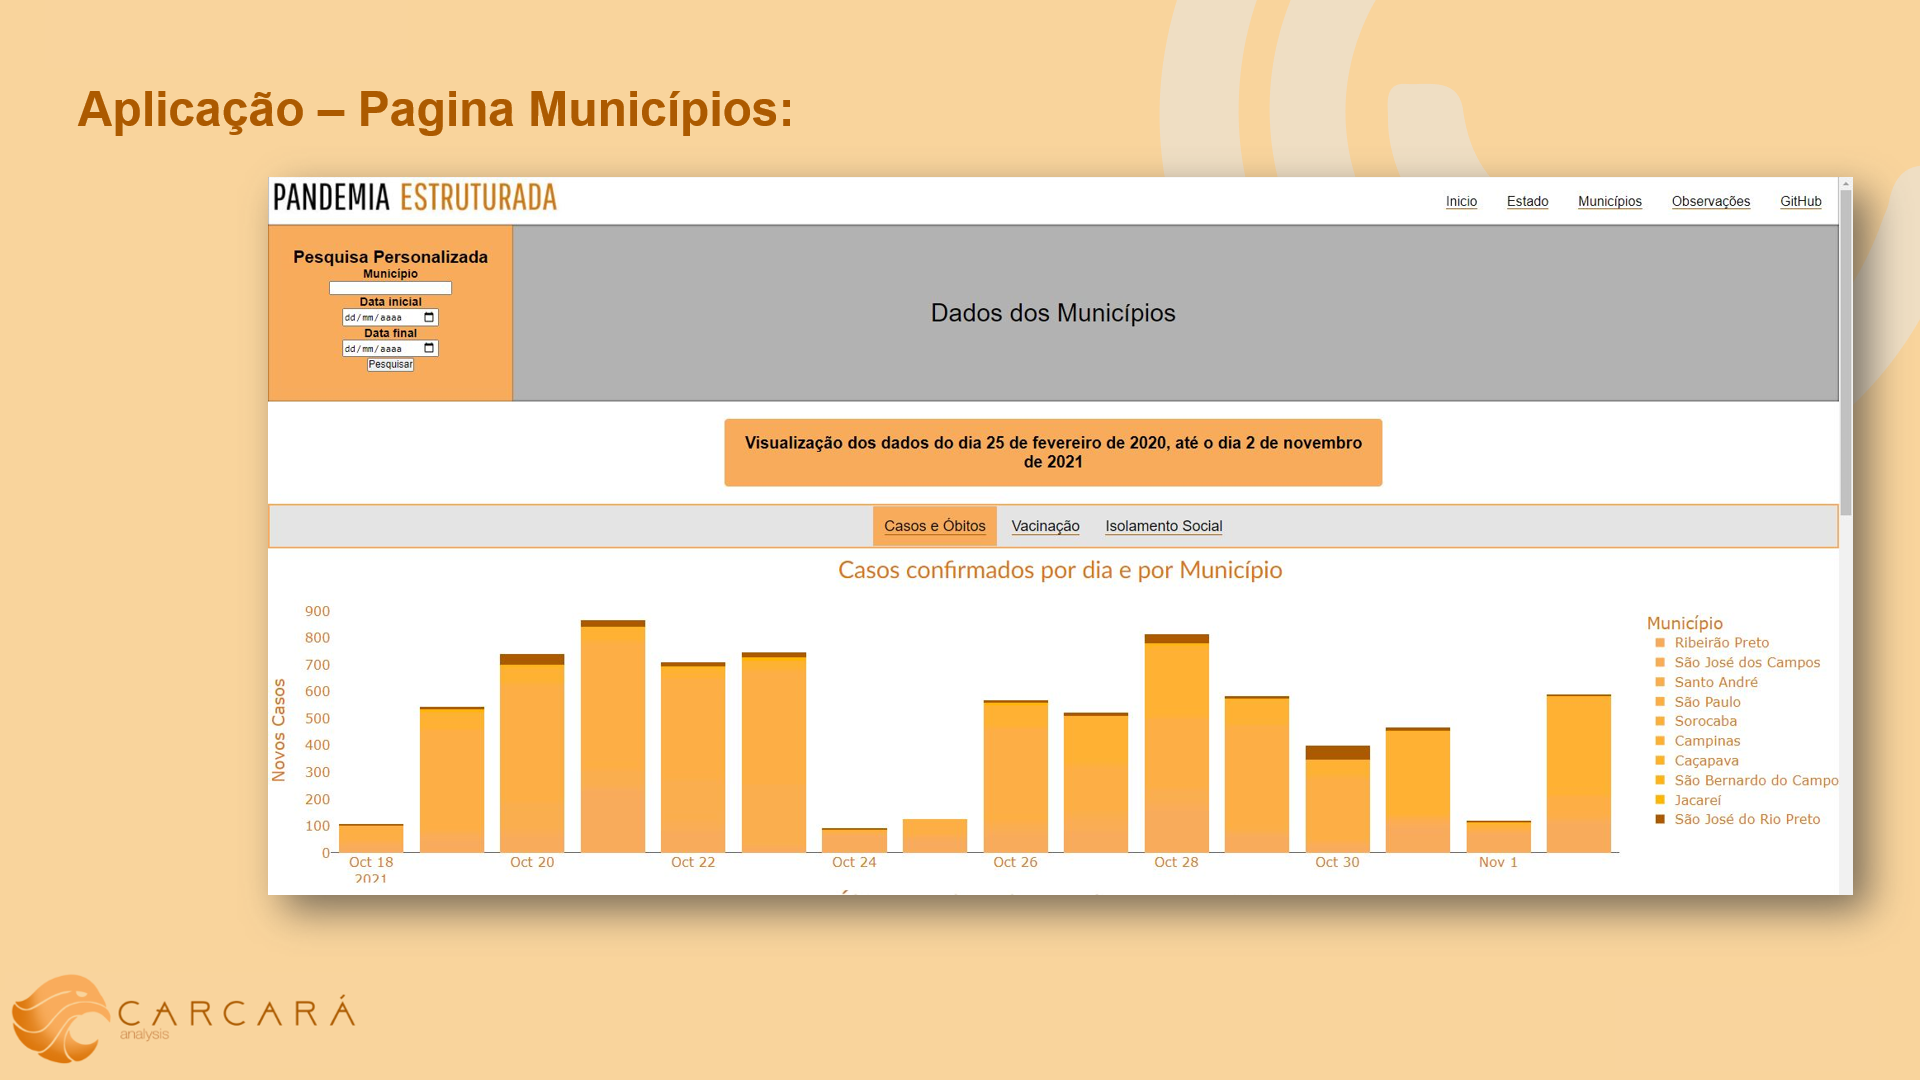 Aplicação – Pagina Municípios:
PANDEMIA ESTRUTURADA
Inicio Estado Municípios Observações GitHub
Pesquisa Personalizada
Município
Data inicial
dd/mm/aaaa
Data final
dd/mm/aaaa
Pesquisar
Dados dos Municípios
Visualização dos dados do dia 25 de fevereiro de 2020, até o dia 2 de novembro
de 2021
Casos e Óbitos Vacinação Isolamento Social
Casos confirmados por dia e por Município
Novos Casos
900
800
700
600
500
400
300
200
100
0
Oct 18 Oct 20 Oct 22 Oct 24 Oct 26 Oct 28 Oct 30 Nov 1
2021
Município
Ribeirão Preto
São José dos Campos
Santo André
São Paulo
Sorocaba
Campinas
Caçapava
São Bernardo do Campo
Jacareí
São José do Rio Preto
CARCARÁ
analysis